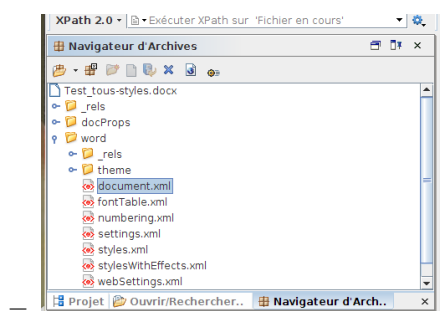 XPath 2.0 Exécuter XPath sur 'Fichier en cours'
Navigateur d'Archives
Test_tous-styles.docx
_rels
docProps
word
_rels
theme
document.xml
fontTable.xml
numbering.xml
settings.xml
styles.xml
stylesWithEffects.xml
webSettings.xml
Projet Ouvrir/Rechercher.. Navigateur d'Arch..